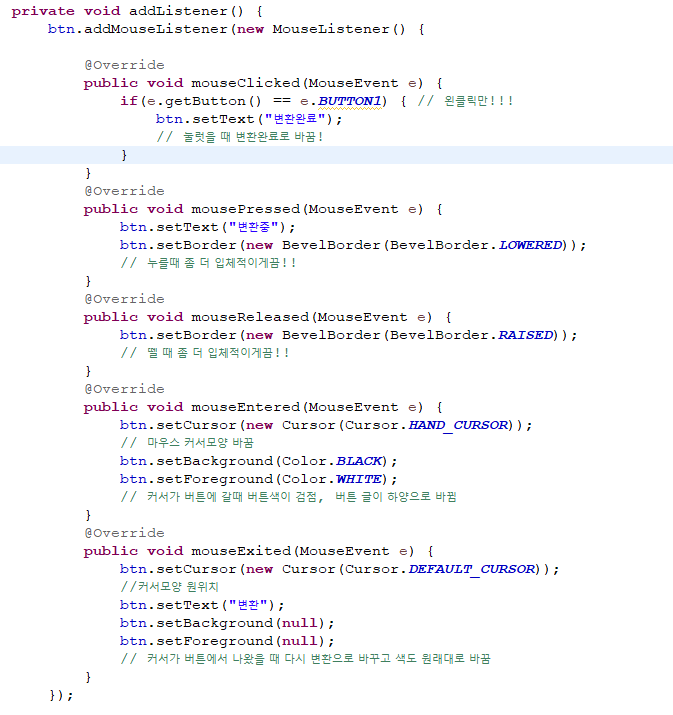 private void addListener() {
btn.addMouseListener(new MouseListener() {
@Override
public void mouseClicked(MouseEvent e) {
if(e.getButton() == e.BUTTON1) { // 왼클릭만!!!
btn.setText("변환완료");
// 눌럿을 때 변환완료로 바꿈!
}
}
@Override
public void mousePressed(MouseEvent e) {
btn.setText("변환중");
btn.setBorder(new BevelBorder(BevelBorder.LOWERED));
// 누를때 좀 더 입체적이게끔!!
}
@Override
public void mouseReleased(MouseEvent e) {
btn.setBorder(new BevelBorder(BevelBorder.RAISED));
// 뗄 때 좀 더 입체적이게끔!!
}
@Override
public void mouseEntered(MouseEvent e) {
btn.setCursor(new Cursor(Cursor.HAND_CURSOR));
// 마우스 커서모양 바꿈
btn.setBackground(Color.BLACK);
btn.setForeground(Color.WHITE);
// 커서가 버튼에 갈때 버튼색이 검점, 버튼 글이 하양으로 바뀜
}
@Override
public void mouseExited(MouseEvent e) {
btn.setCursor(new Cursor(Cursor.DEFAULT_CURSOR));
//커서모양 원위치
btn.setText("변환");
btn.setBackground(null);
btn.setForeground(null);
// 커서가 버튼에서 나왔을 때 다시 변환으로 바꾸고 색도 원래대로 바꿈
}
});